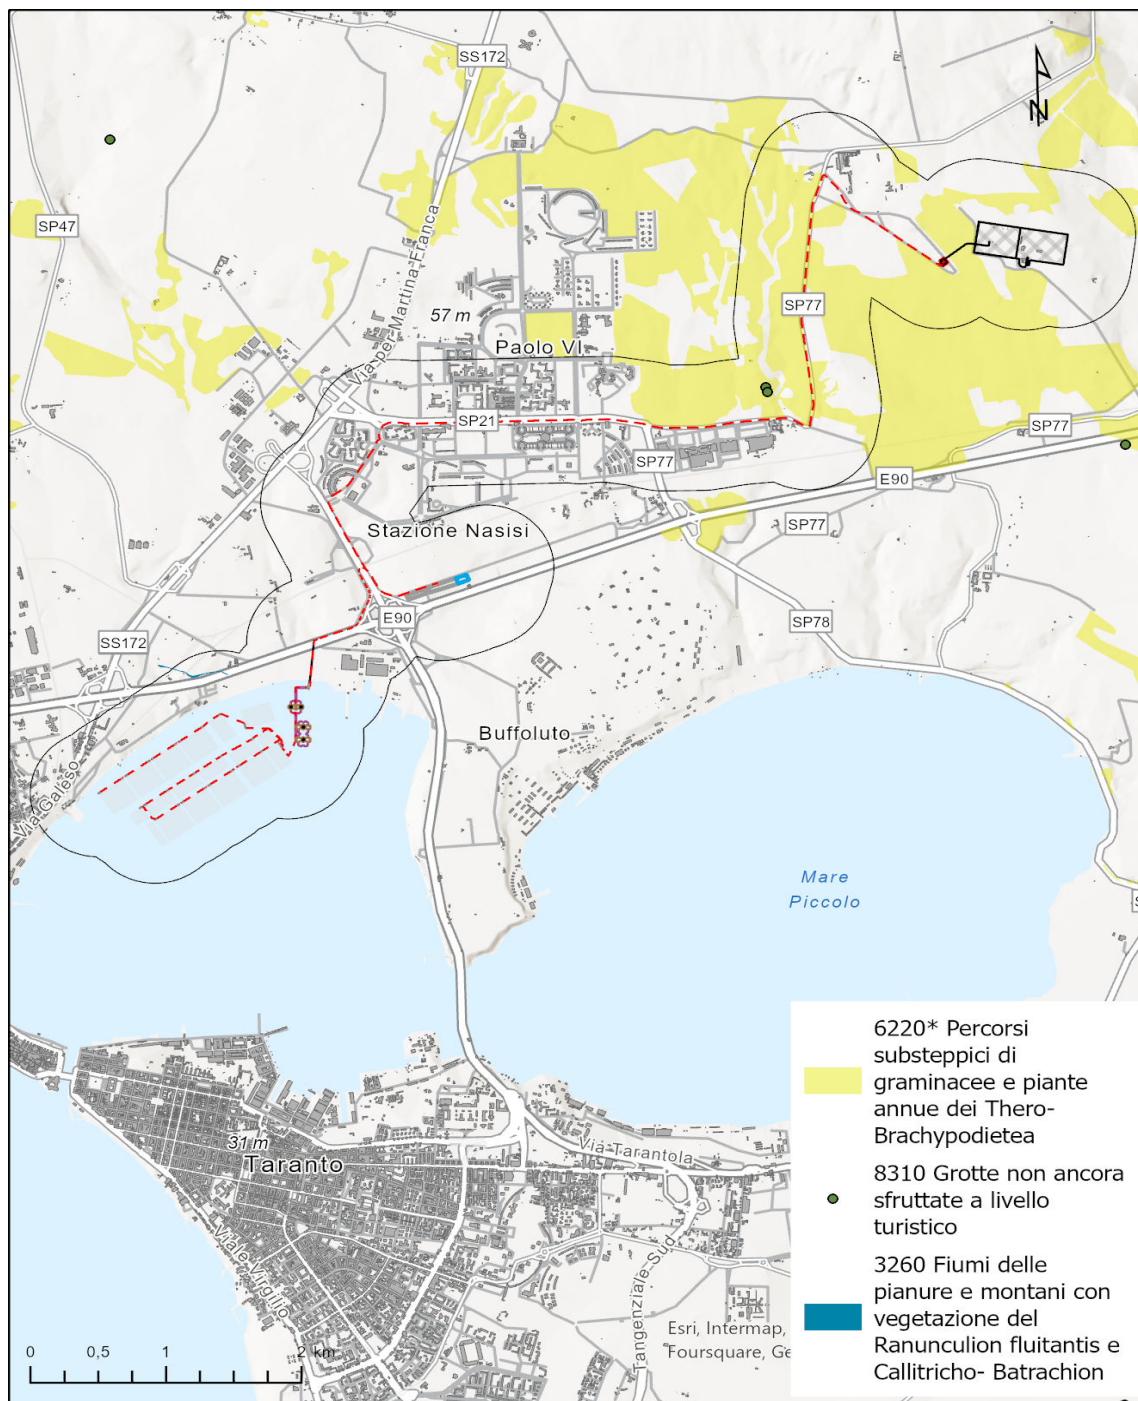 SS172
N
SP47
Via per Martina Franca
57 m
Paolo VI
SP77
SP21
SP77
SP77
E90
Stazione Nasisi
SP77
E90
SP78
SS172
Buffoluto
Via Galeso
Mare
Piccolo
31 m
Taranto
Via Tarantola
Viale Virgilio
Tangenziale Sud
6220* Percorsi
substeppici di
graminacee e piante
annue dei Thero-
Brachypodietea
8310 Grotte non ancora
sfruttate a livello
turistico
3260 Fiumi delle
pianure e montani con
vegetazione del
Ranunculion fluitantis e
Callitricho- Batrachion
Esri, Intermap,
Foursquare,
0 0,5 1 2 km